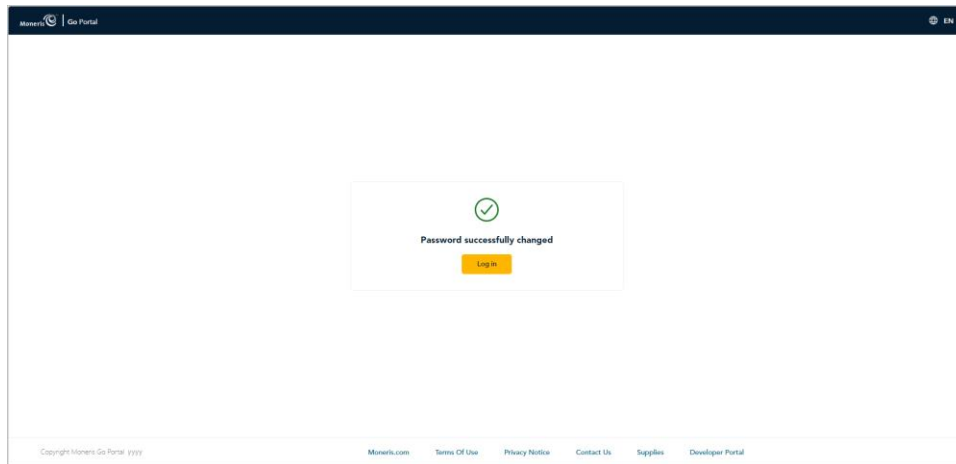 Moneris Go Portal EN
Password successfully changed
Log in
Copyright Moneris Go Portal yyyy Moneris.com Terms Of Use Privacy Notice Contact Us Supplies Developer Portal